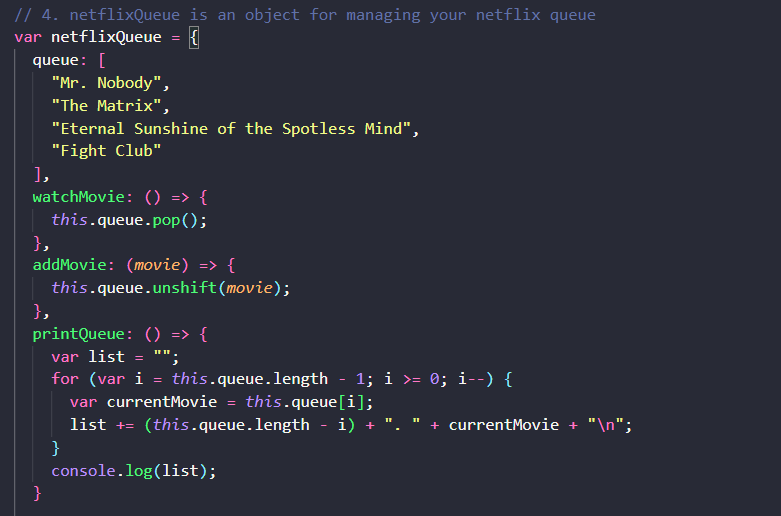 // 4. netflixQueue is an object for managing your netflix queue
var netflixQueue = {
  queue: [
    "Mr. Nobody",
    "The Matrix",
    "Eternal Sunshine of the Spotless Mind",
    "Fight Club"
  ],
  watchMovie: () => {
    this.queue.pop();
  },
  addMovie: (movie) => {
    this.queue.unshift(movie);
  },
  printQueue: () => {
    var list = "";
    for (var i = this.queue.length - 1; i >= 0; i--) {
      var currentMovie = this.queue[i];
      list += (this.queue.length - i) + ". " + currentMovie + "\n";
    }
    console.log(list);
  }